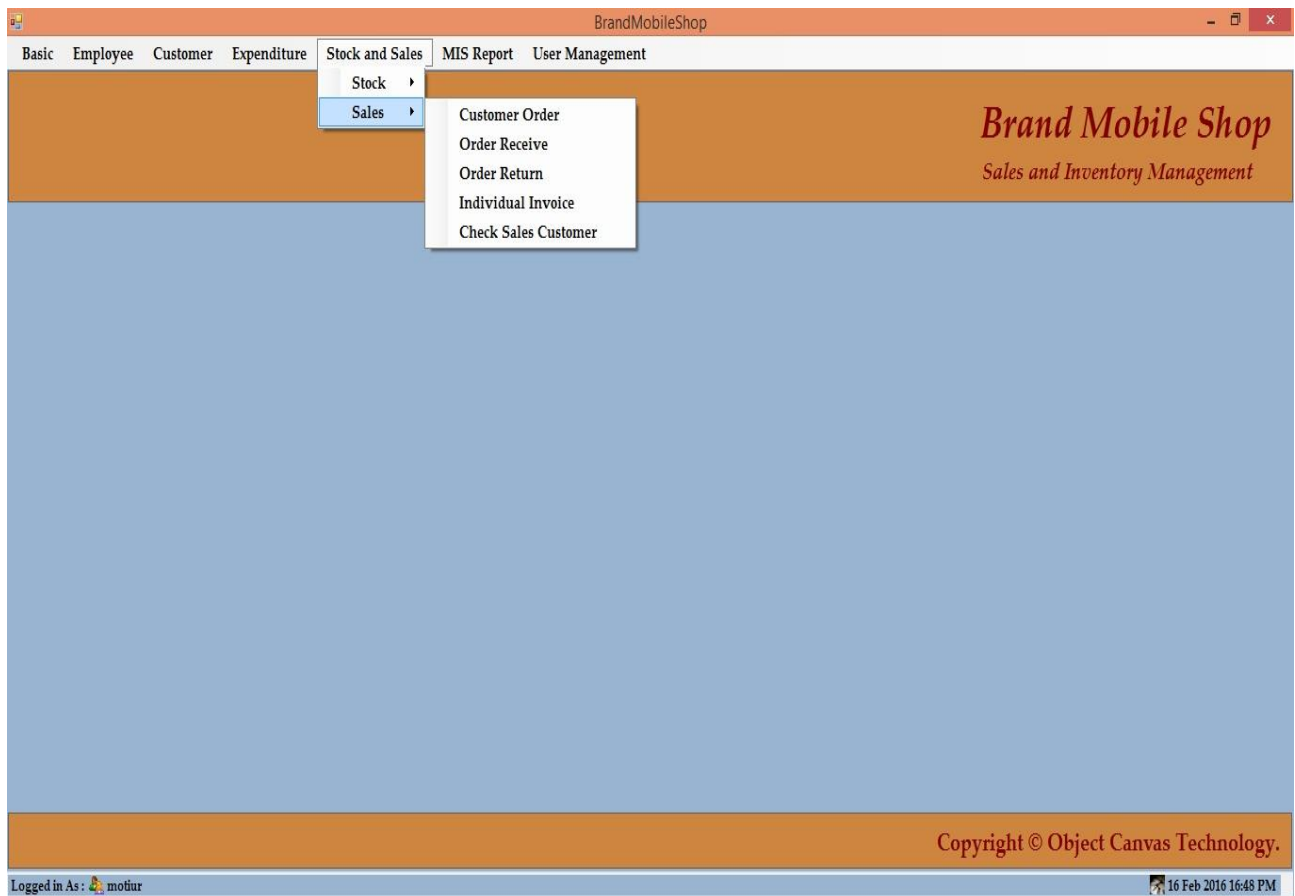 BrandMobileShop
Basic Employee Customer Expenditure Stock and Sales MIS Report User Management
Stock
Sales
Customer Order
Order Receive
Order Return
Individual Invoice
Check Sales Customer
Brand Mobile Shop
Sales and Inventory Management
Copyright © Object Canvas Technology.
Logged in As : motiur
16 Feb 2016 16:48 PM